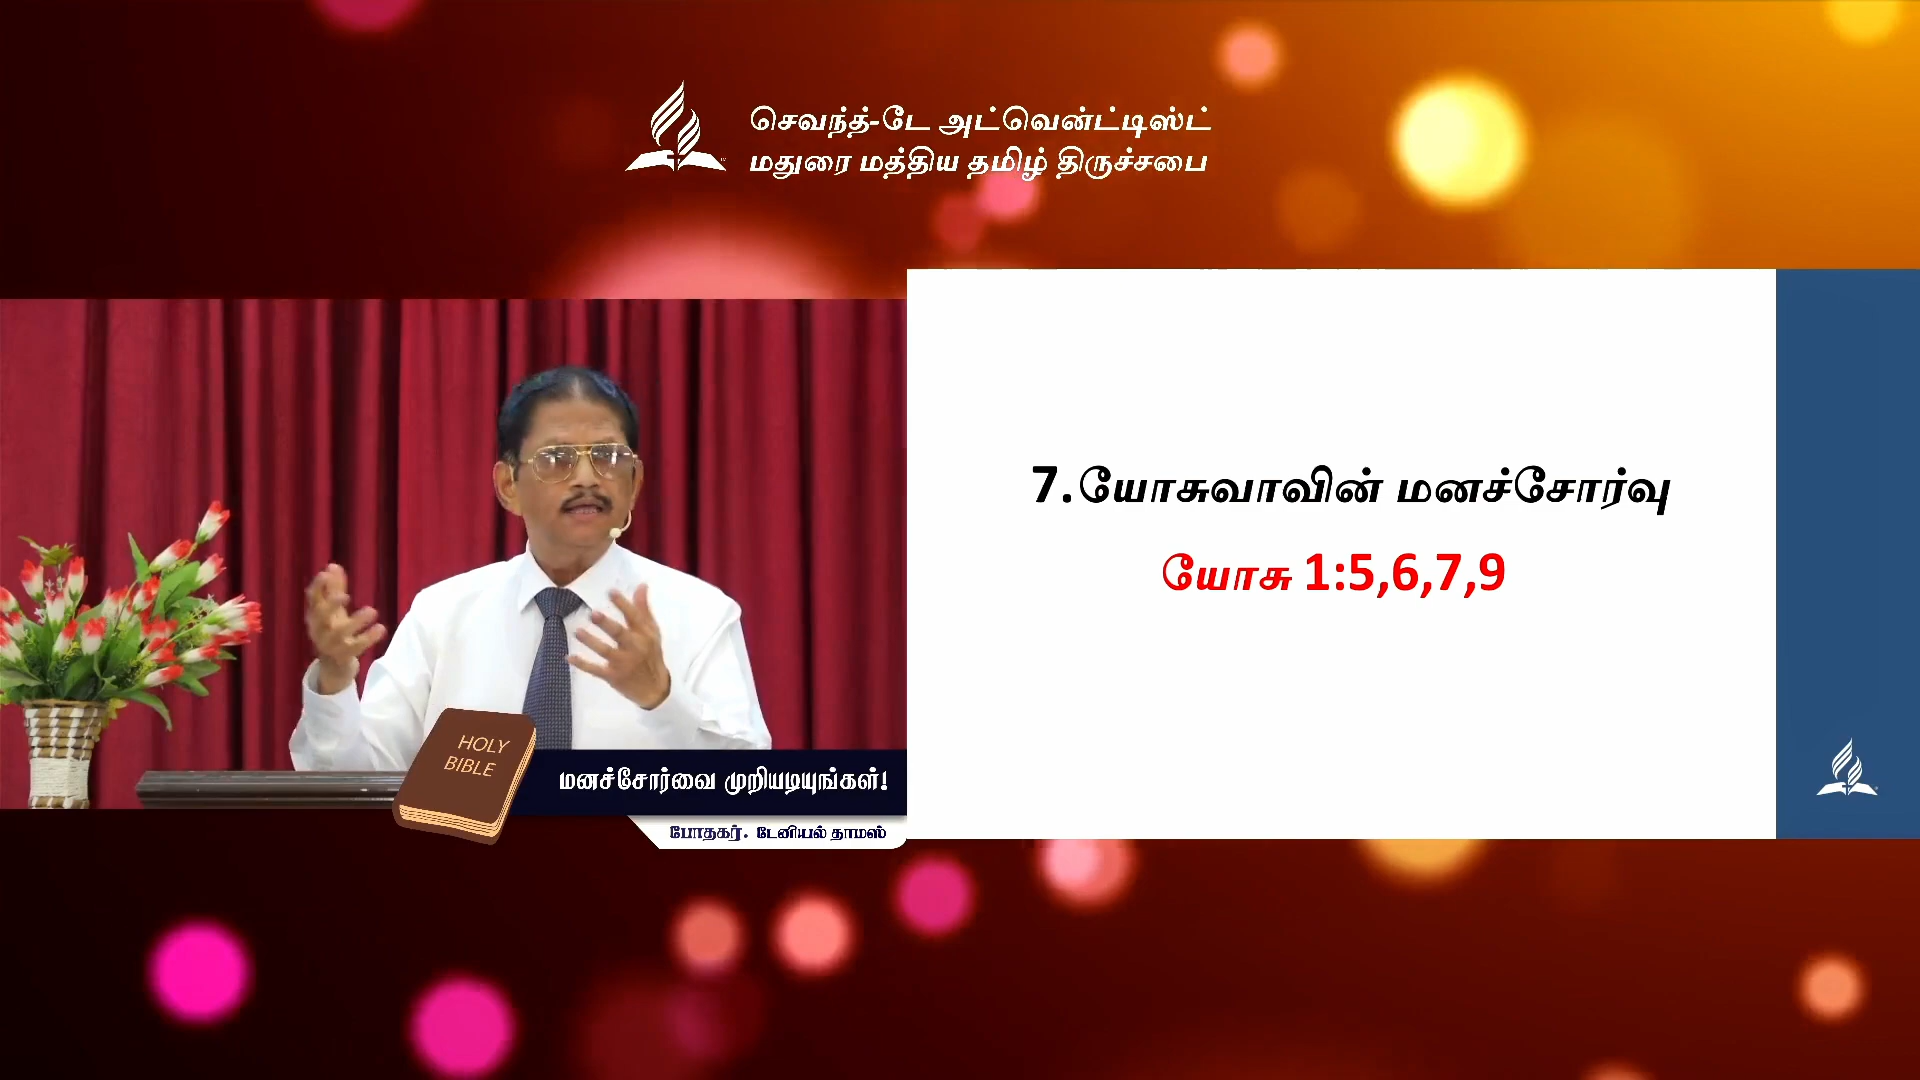 செவந்த்-டே அட்வென்ட்டிஸ்ட்
மதுரை மத்திய தமிழ் திருச்சபை
7.யோசுவாவின் மனச்சோர்வு
யோசு 1:5,6,7,9
HOLY
BIBLE
மனச்சோர்வை முறியடியுங்கள்!
போதகர். டேனியல் தாமஸ்